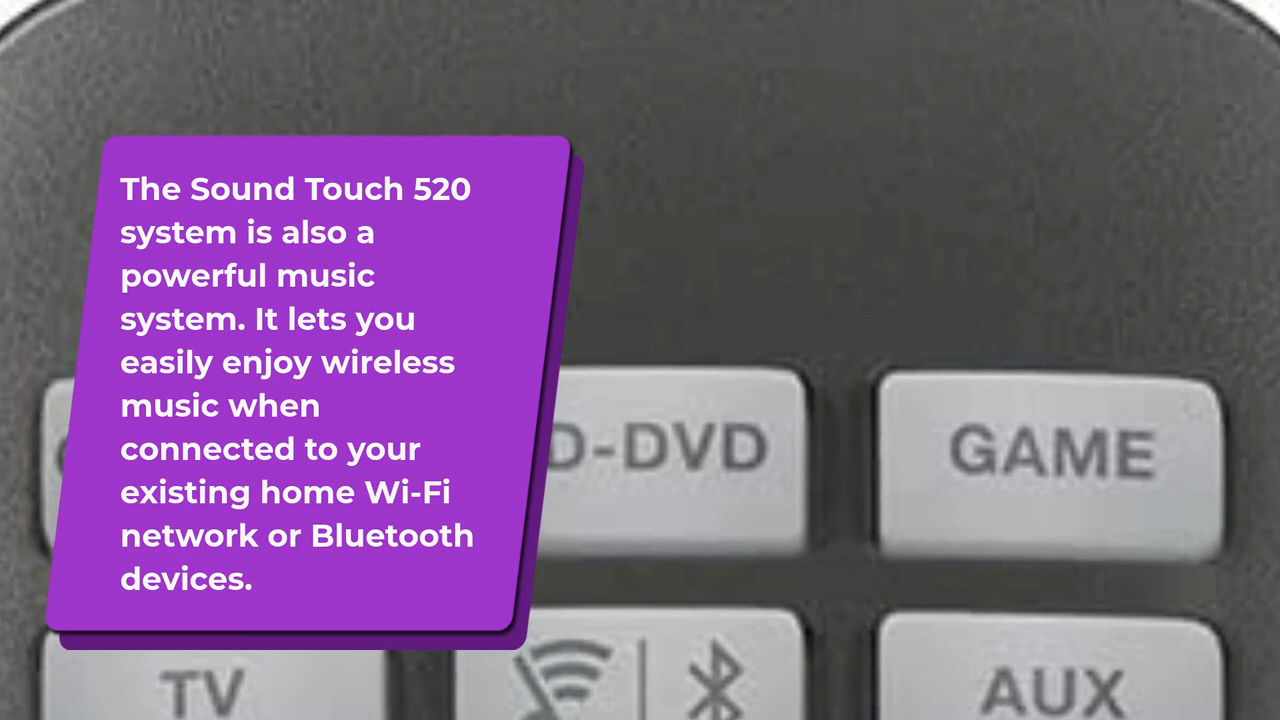 The Sound Touch 520
system is also a
powerful music
system. It lets you
easily enjoy wireless
music when
connected to your
existing home Wi-Fi
network or Bluetooth
devices.
D-DVD
GAME
TV
AUX